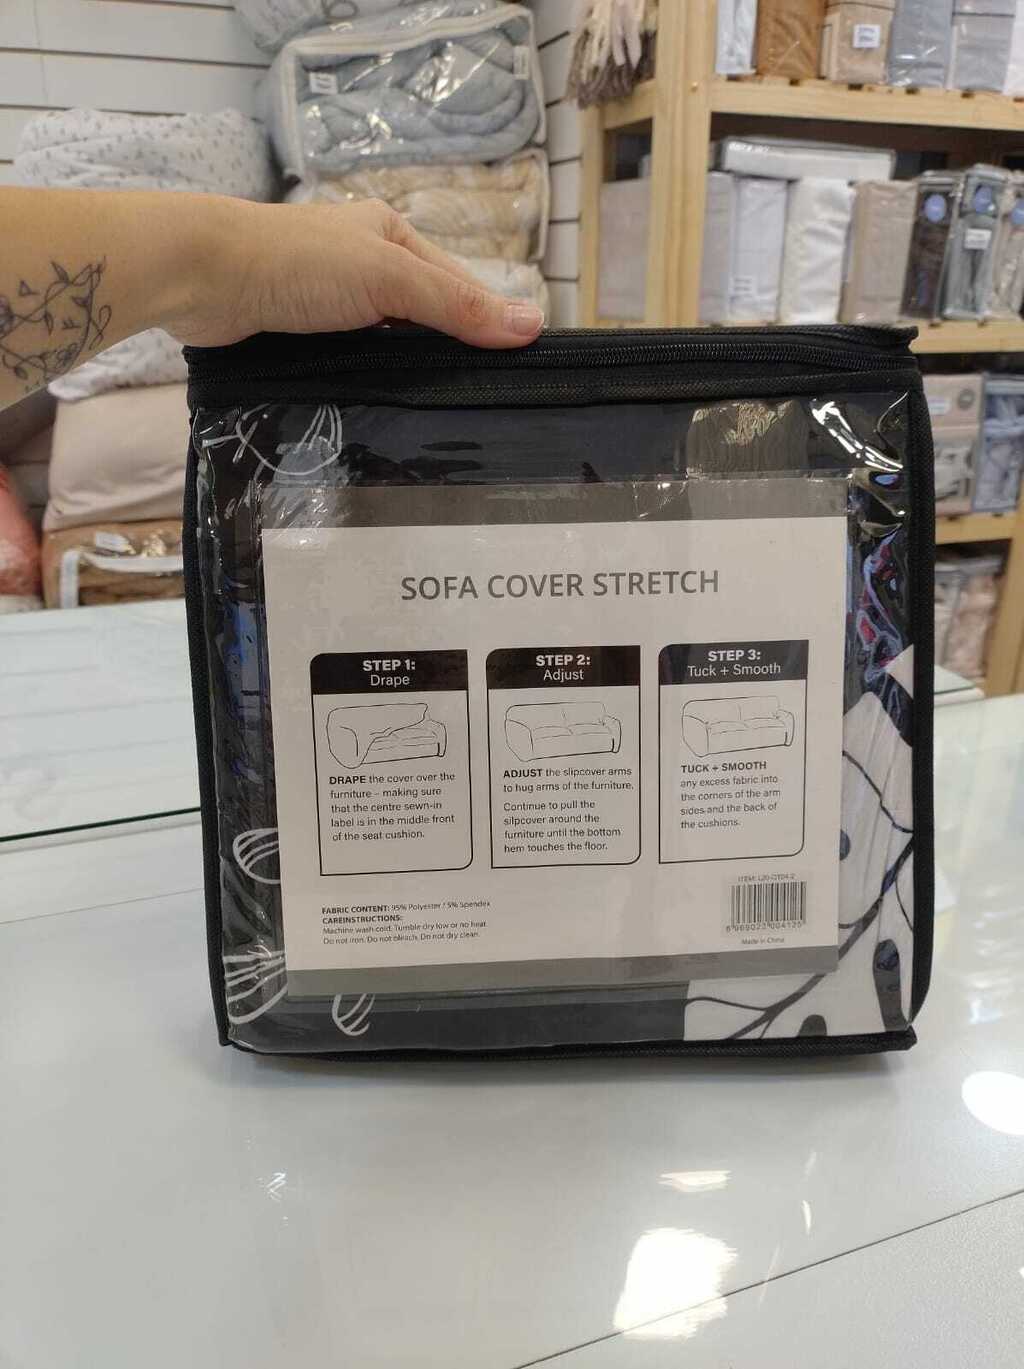 SOFA COVER STRETCH
STEP 1:
Drape
DRAPE the cover over the
furniture – making sure
that the centre sewn-in
label is in the middle front
of the seat cushion.
STEP 2:
Adjust
ADJUST the slipcover arms
to hug arms of the furniture.
Continue to pull the
silpcover around the
furniture until the bottom
hem touches the floor.
STEP 3:
Tuck + Smooth
TUCK + SMOOTH
any excess fabric into
the corners of the arm
sides and the back of
the cushions.
FABRIC CONTENT: 95% Polyester / 5% Spendex
CAREINSTRUCTIONS:
Machine wash cold. Tumble dry low or no heat.
Do not iron. Do not bleach. Do not dry clean.
ITEM:
Made in China